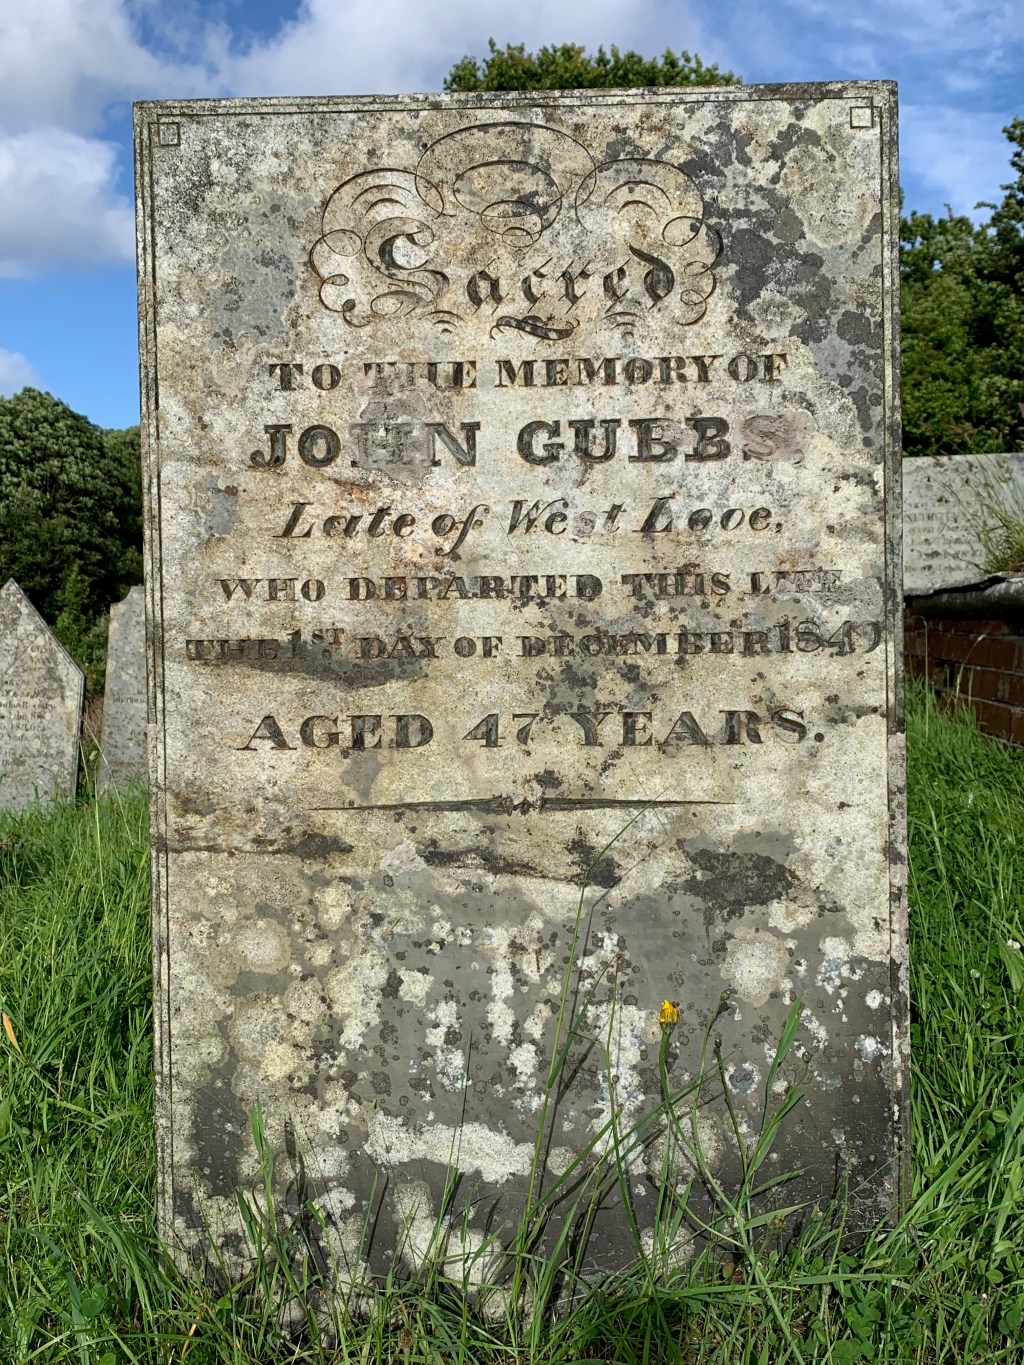 Sacred
TO THE MEMORY OF
JOHN GUBBS,
Late of West Looe,
WHO DEPARTED THIS LIFE
THE 1ST DAY OF DECEMBER 1849
AGED 47 YEARS.